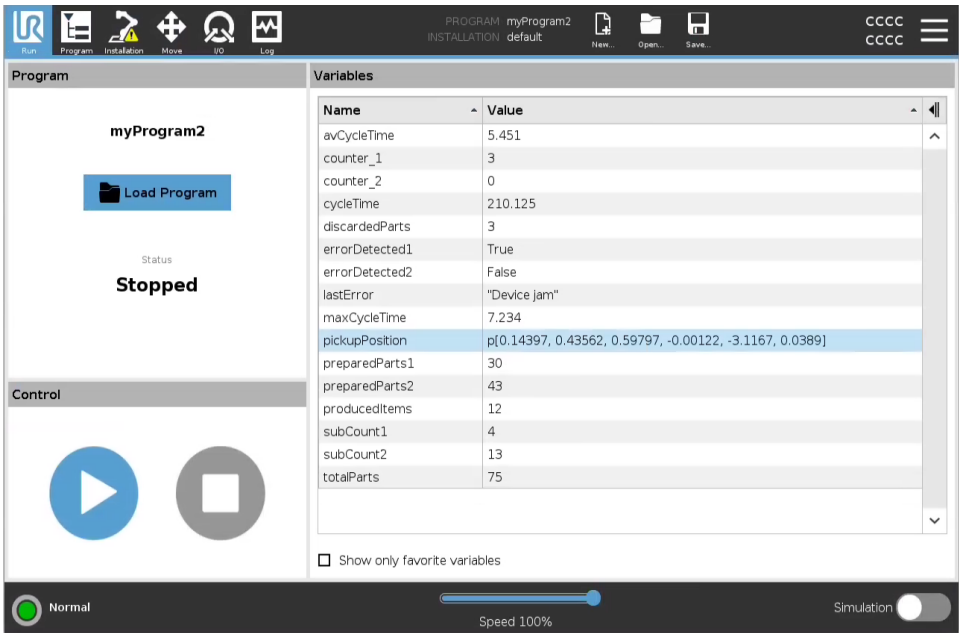 UR
PROGRAM myProgram2
INSTALLATION default
CCCC
CCCC
Run Program Installation Move I/O Log New... Open... Save...
Program
myProgram2
Load Program
Status
Stopped
Control
Variables
Name Value
avCycleTime 5.451
counter_1 3
counter_2 0
cycleTime 210.125
discardedParts 3
errorDetected1 True
errorDetected2 False
lastError "Device jam"
maxCycleTime 7.234
pickupPosition p[0.14397, 0.43562, 0.59797, -0.00122, -3.1167, 0.0389]
preparedParts1 30
preparedParts2 43
producedItems 12
subCount1 4
subCount2 13
totalParts 75
Show only favorite variables
Normal
Speed 100%
Simulation